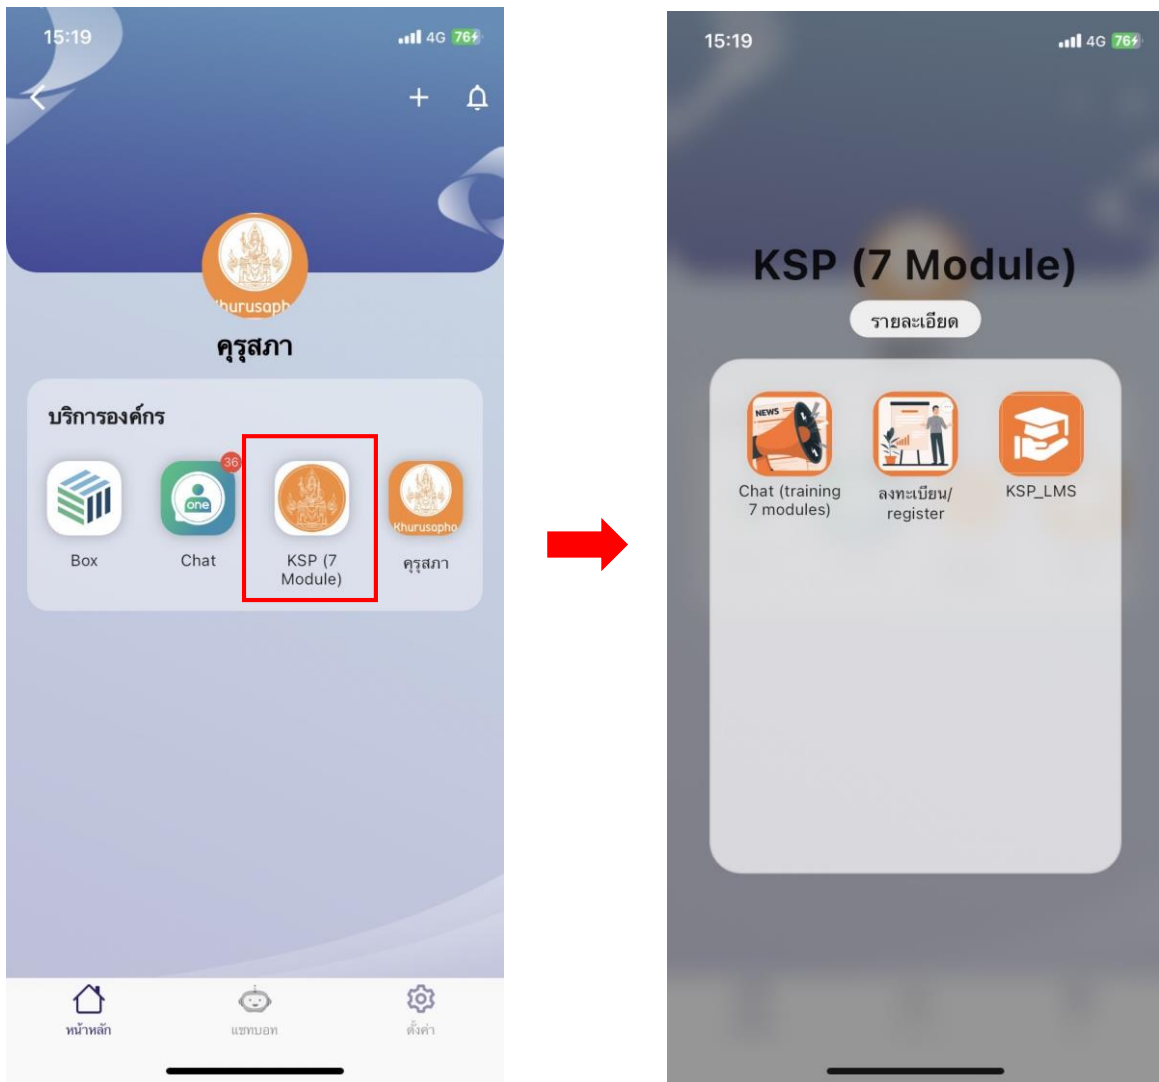 15:19
4G 76
Khurusapha
คุรุสภา
บริการองค์กร
36
one
Khurusapha
Box
Chat
KSP (7
Module)
คุรุสภา
หน้าหลัก
แชทบอท
ตั้งค่า
15:19
4G 76
KSP (7 Module)
รายละเอียด
NEWS
Chat (training
7 modules)
ลงทะเบียน/
register
KSP_LMS